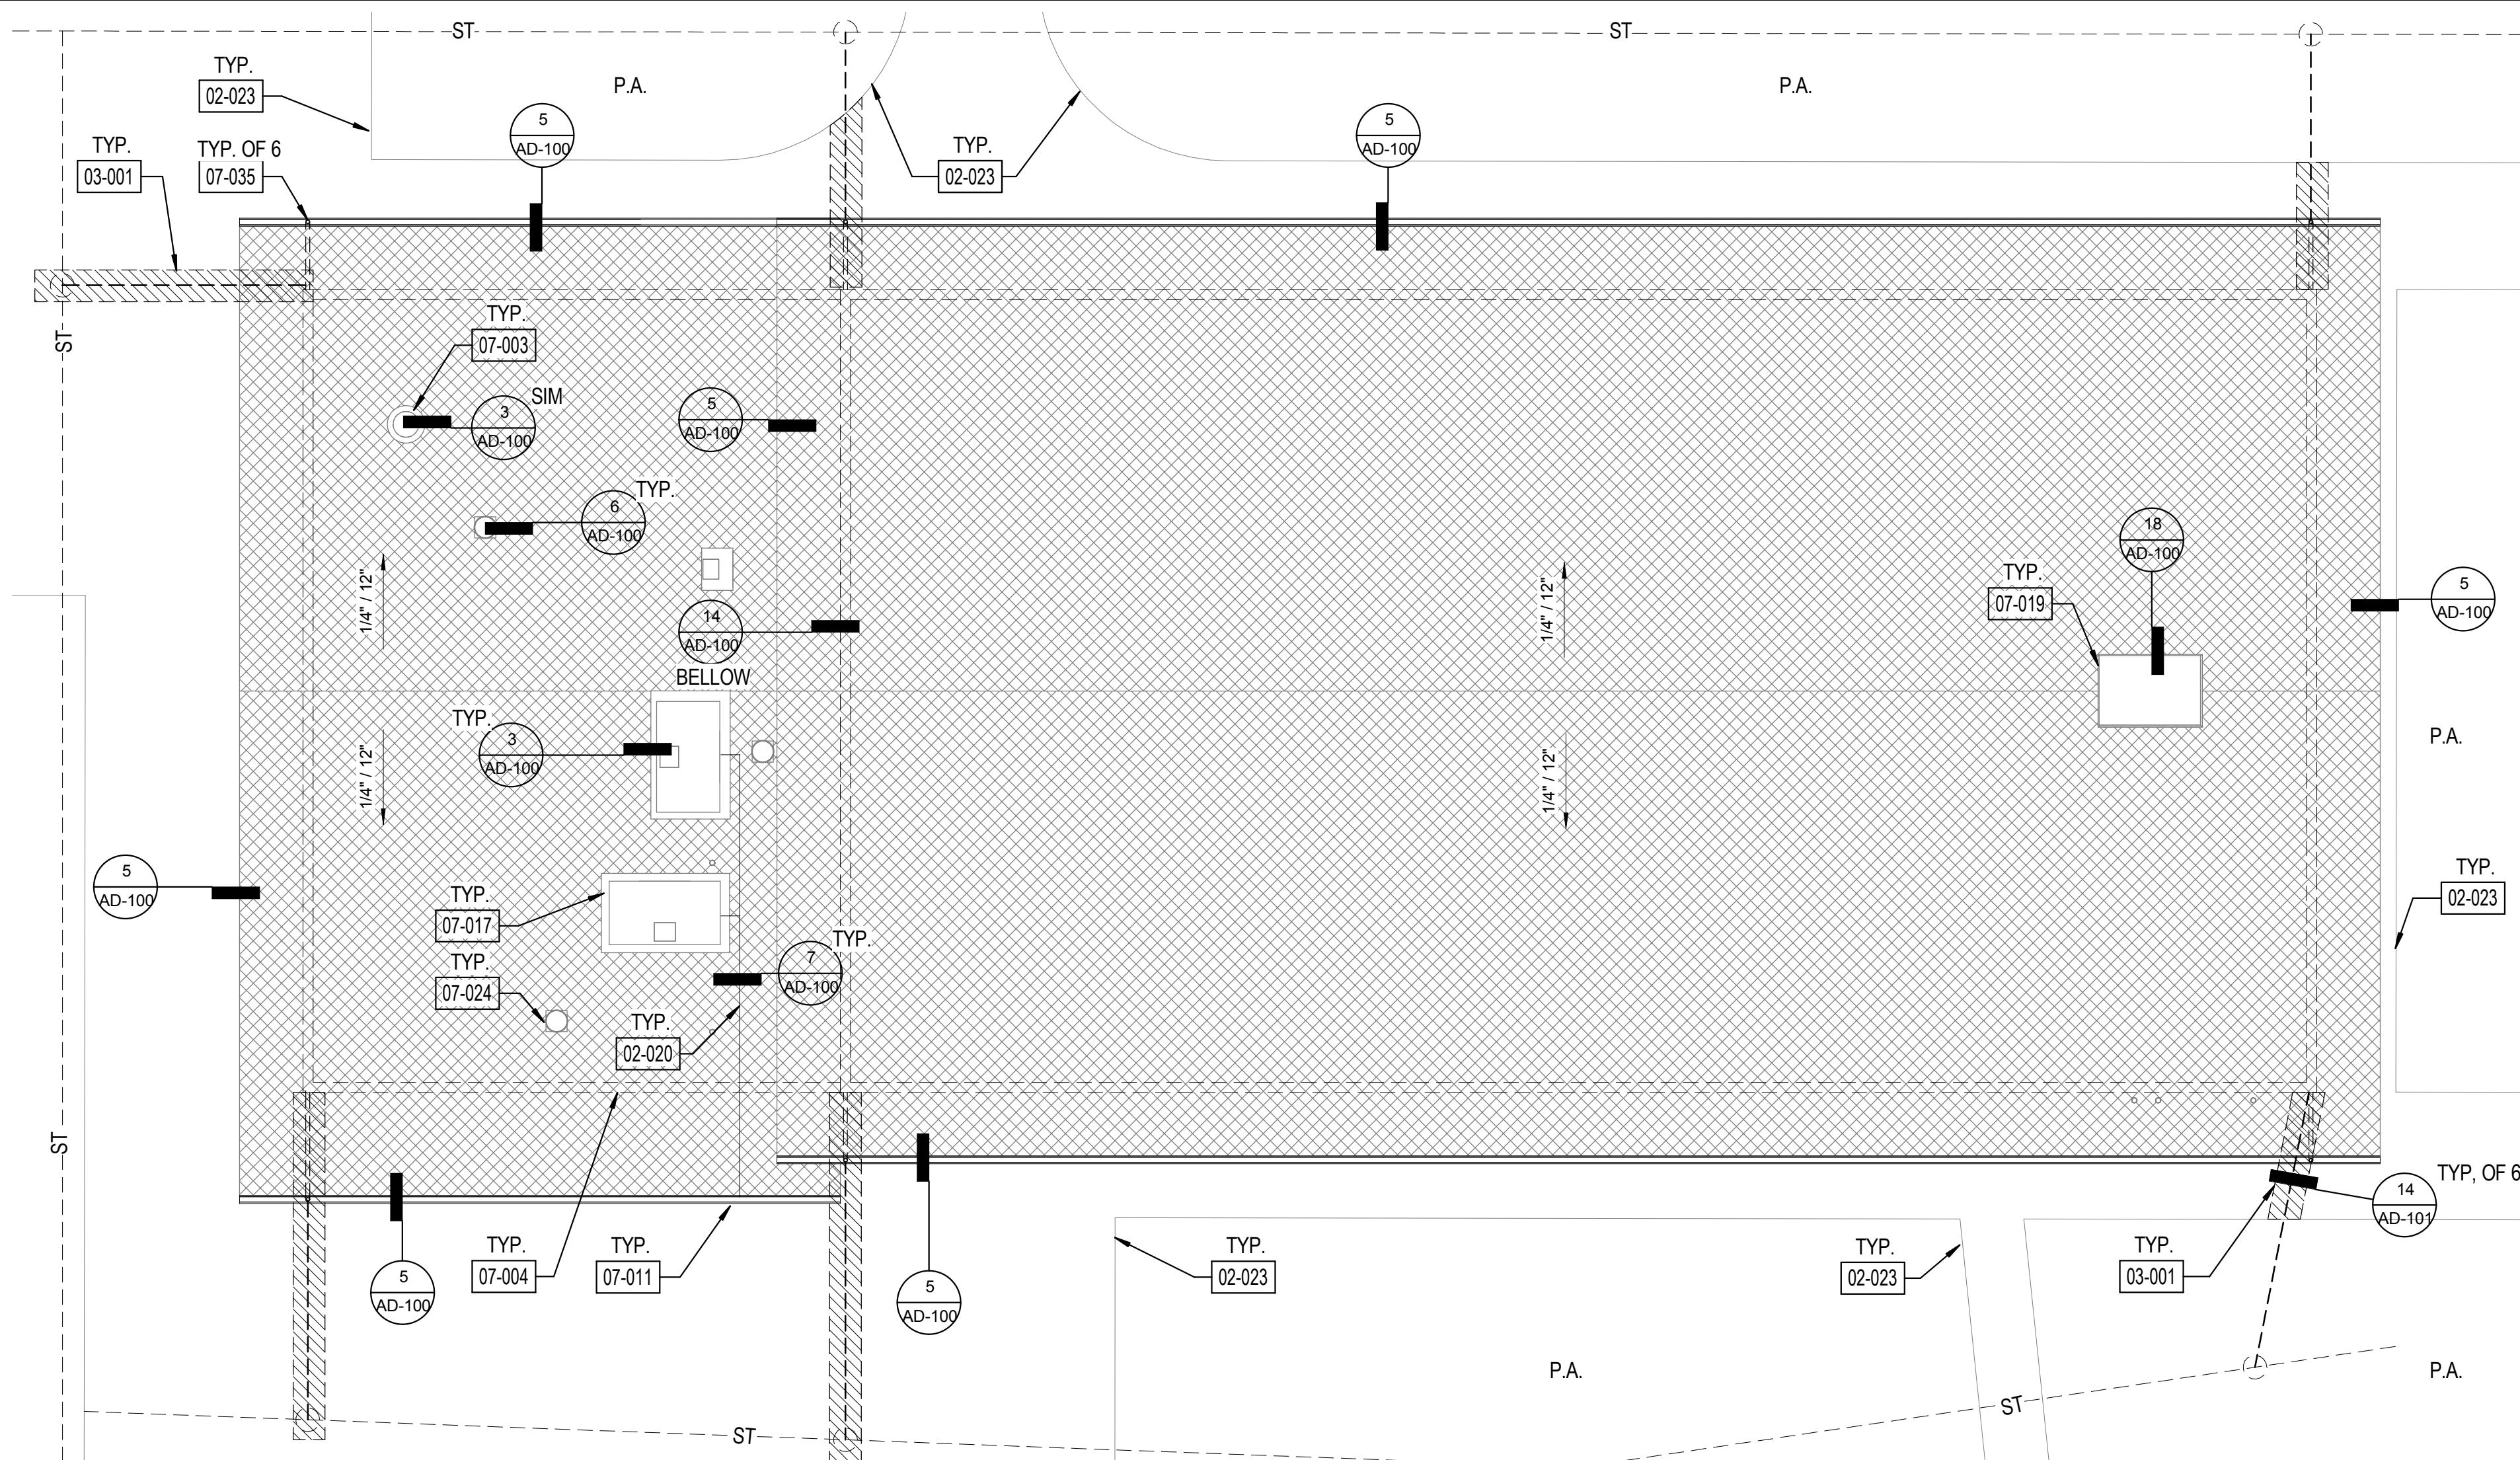 ST
ST
TYP.
02-023
P.A.
P.A.
5
AD-100
5
AD-100
TYP.
03-001
TYP. OF 6
07-035
TYP.
02-023
ST
TYP.
07-003
3
AD-100
SIM
5
AD-100
6
AD-100
TYP.
1/4" / 12"
14
AD-100
BELLOW
1/4" / 12"
18
AD-100
TYP.
07-019
5
AD-100
TYP.
3
AD-100
1/4" / 12"
1/4" / 12"
P.A.
5
AD-100
TYP.
07-017
TYP.
02-023
TYP.
07-024
7
AD-100
TYP.
TYP.
02-020
ST
TYP, OF 6
14
AD-101
5
AD-100
TYP.
07-004
TYP.
07-011
5
AD-100
TYP.
02-023
TYP.
02-023
TYP.
03-001
P.A.
P.A.
ST
ST